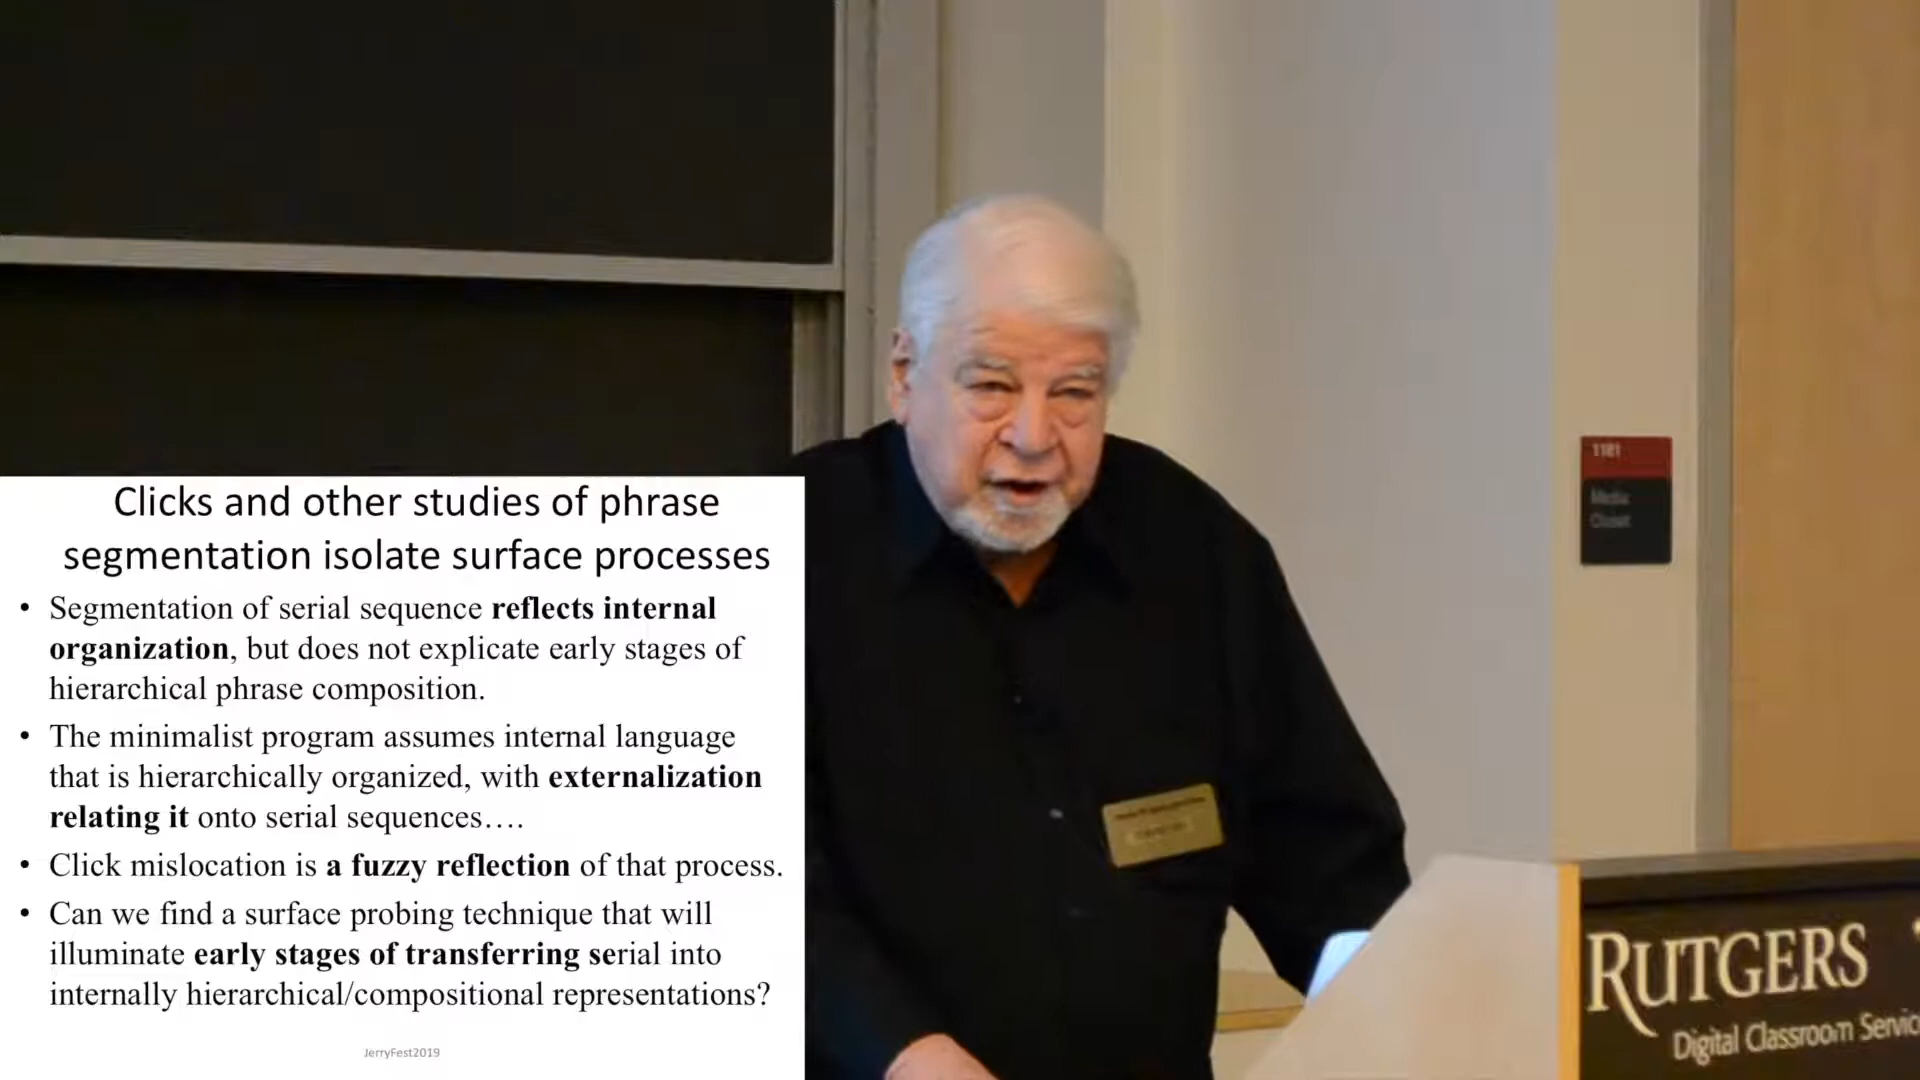 Clicks and other studies of phrase
segmentation isolate surface processes
• Segmentation of serial sequence reflects internal
organization, but does not explicate early stages of
hierarchical phrase composition.
• The minimalist program assumes internal language
that is hierarchically organized, with externalization
relating it onto serial sequences….
• Click mislocation is a fuzzy reflection of that process.
• Can we find a surface probing technique that will
illuminate early stages of transferring serial into
internally hierarchical/compositional representations?
JerryFest2019
1181
Media
Closet
RUTGERS
Digital Classroom